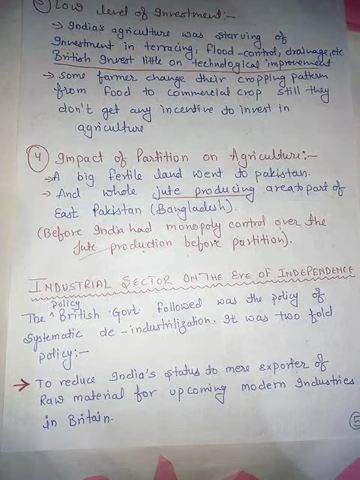 ③ Low level of Investment:-
→ India's agriculture was starving of
Investment in terracing, flood-control, drainage, etc.
British Invest little on technological improvement
→ Some farmer change their cropping pattern
from Food to commercial crop still they
don't get any incentive to invest in
agriculture
④ Impact of Partition on Agriculture:-
→ A big fertile land went to pakistan.
→ And whole jute producing area to part of
East Pakistan (Bangladesh).
(Before India had monopoly control over the
jute production before partition).
INDUSTRIAL SECTOR ON THE EYE OF INDEPENDENCE
The ^Policy British Govt followed was the policy of
systematic de-industrilization. It was two fold
policy:-
→ To reduce India's status to mere exporter of
Raw material for upcoming modern Industries
in Britain.
5